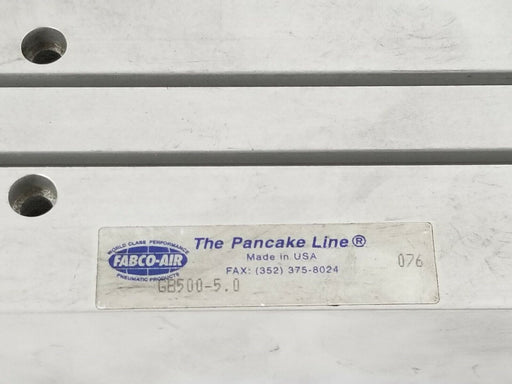 WORLD CLASS PERFORMANCE
FABCO-AIR
PNEUMATIC PRODUCTS
The Pancake Line®
Made in USA
FAX: (352) 375-8024
076
GB500-5.0